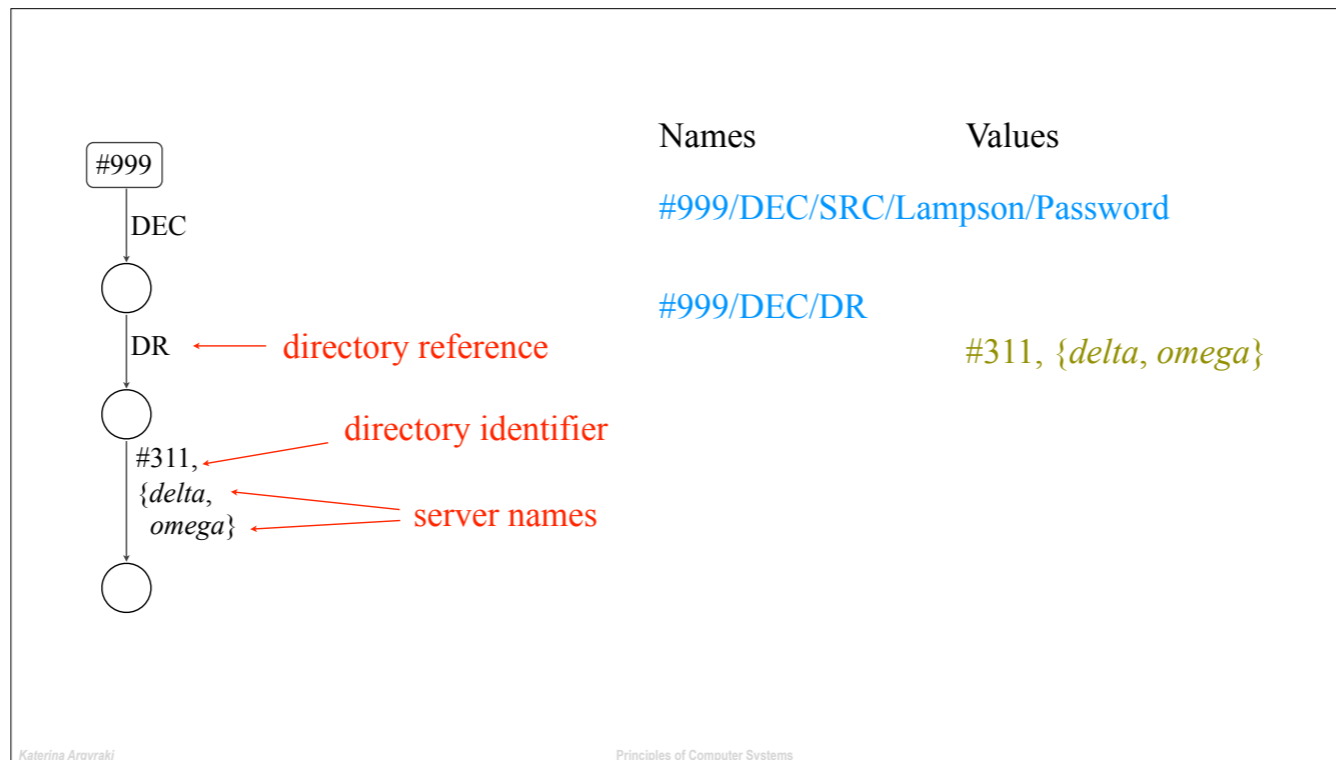 Names Values
#999
#999/DEC/SRC/Lampson/Password
DEC
#999/DEC/DR
DR
directory reference
#311, {delta, omega}
directory identifier
#311,
{delta,
omega}
server names
Katerina Argyraki
Principles of Computer Systems